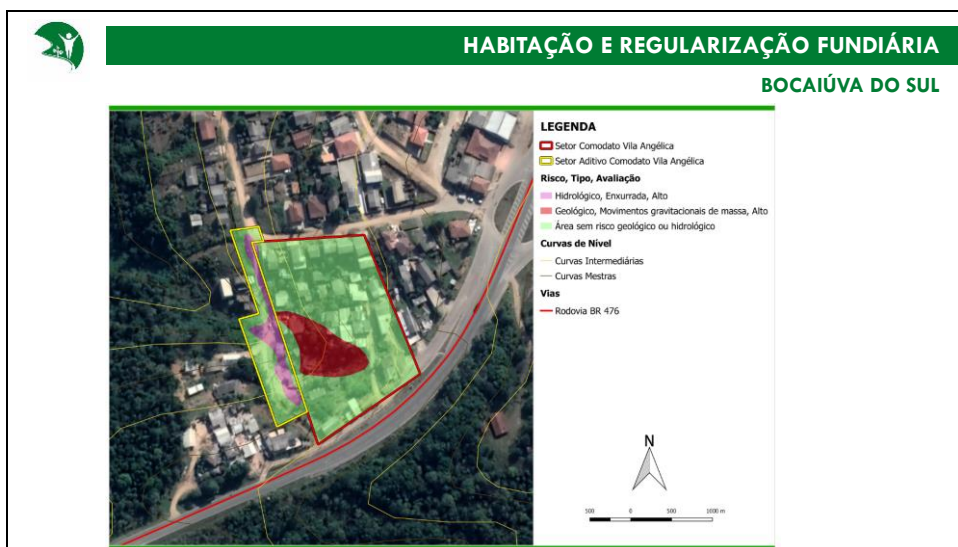 HABITAÇÃO E REGULARIZAÇÃO FUNDIÁRIA
BOCAIÚVA DO SUL
LEGENDA
Setor Comodato Vila Angélica
Setor Aditivo Comodato Vila Angélica
Risco, Tipo, Avaliação
Hidrológico, Enxurrada, Alto
Geológico, Movimentos gravitacionais de massa, Alto
Área sem risco geológico ou hidrológico
Curvas de Nível
Curvas Intermediárias
Curvas Mestras
Vias
Rodovia BR 476
N
500 0 500 1000 m